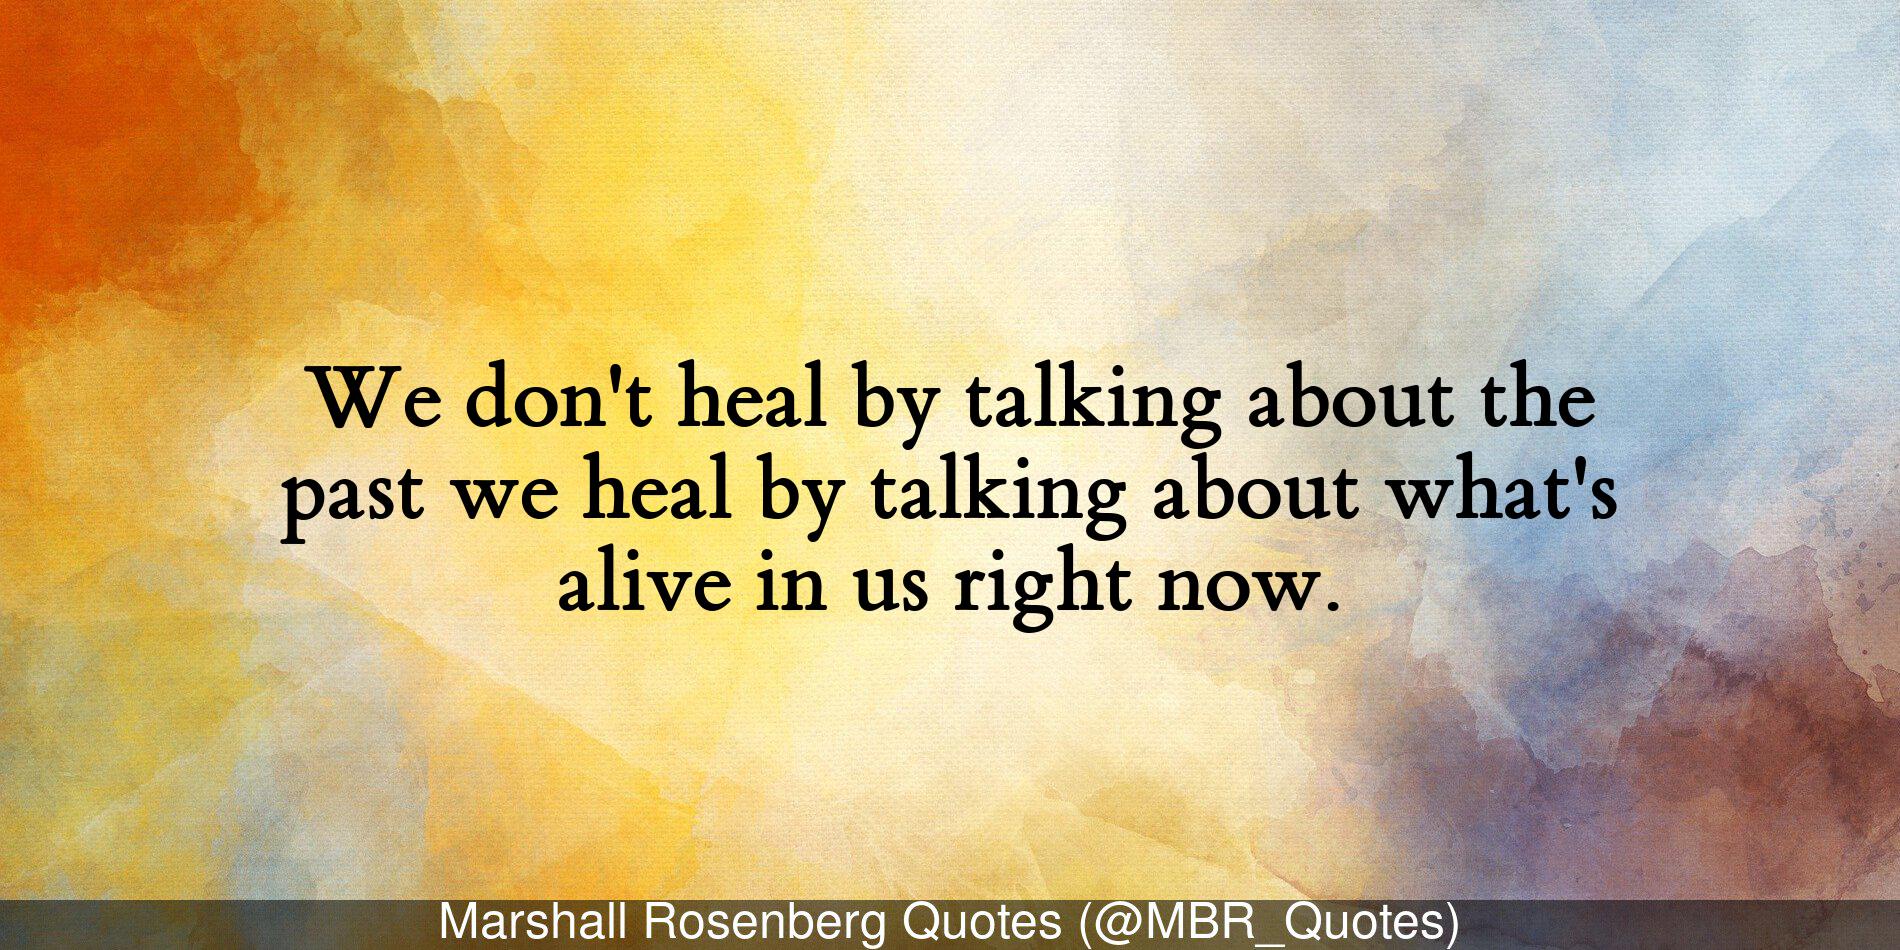 We don't heal by talking about the
past we heal by talking about what's
alive in us right now.
Marshall Rosenberg Quotes (@MBR_Quotes)